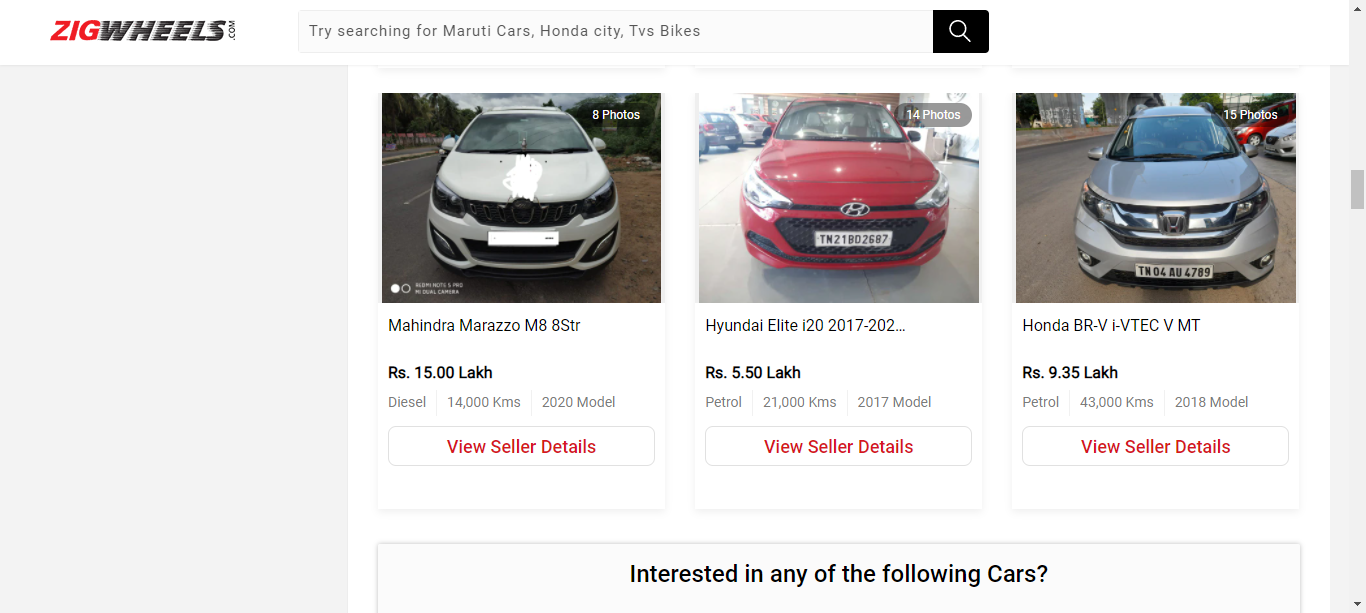 ZIGWHEELS.COM
Try searching for Maruti Cars, Honda city, Tvs Bikes
8 Photos
REDMI NOTE 5 PRO
MI DUAL CAMERA
Mahindra Marazzo M8 8Str
Rs. 15.00 Lakh
Diesel 14,000 Kms 2020 Model
View Seller Details
14 Photos
TN21BD2687
Hyundai Elite i20 2017-202...
Rs. 5.50 Lakh
Petrol 21,000 Kms 2017 Model
View Seller Details
15 Photos
TN 04 AU 4789
Honda BR-V i-VTEC V MT
Rs. 9.35 Lakh
Petrol 43,000 Kms 2018 Model
View Seller Details
Interested in any of the following Cars?